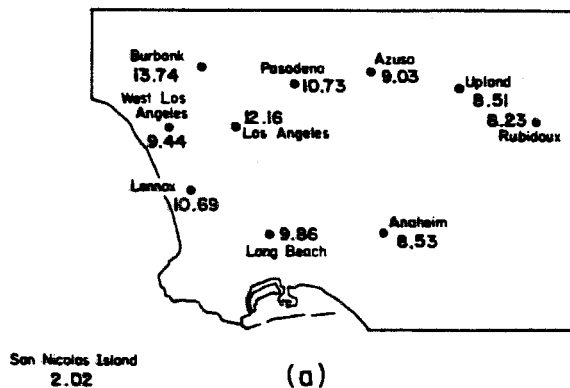 Burbank
13.74
Pasadena
10.73
Azusa
9.03
Upland
8.51
8.23
Rubidoux
West Los
Angeles
9.44
12.16
Los Angeles
Lennox
10.69
9.86
Long Beach
Anaheim
8.53
San Nicolas Island
2.02
(a)